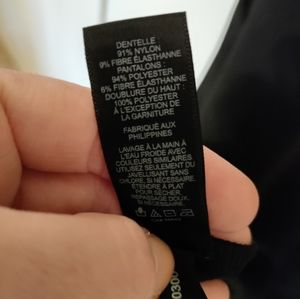 DENTELLE
91% NYLON
9% FIBRE ÉLASTHANNE
PANTALONS :
94% POLYESTER
6% FIBRE ÉLASTHANNE
DOUBLURE DU HAUT :
100% POLYESTER
À L'EXCEPTION DE
LA GARNITURE
FABRIQUÉ AUX
PHILIPPINES
LAVAGE À LA MAIN À
L'EAU FROIDE AVEC
COULEURS SIMILAIRES
UTILISEZ SEULEMENT DU
JAVELLISANT SANS
CHLORE, SI NÉCESSAIRE.
ÉTENDRE À PLAT
POUR SÉCHER.
REPASSAGE DOUX,
SI NÉCESSAIRE